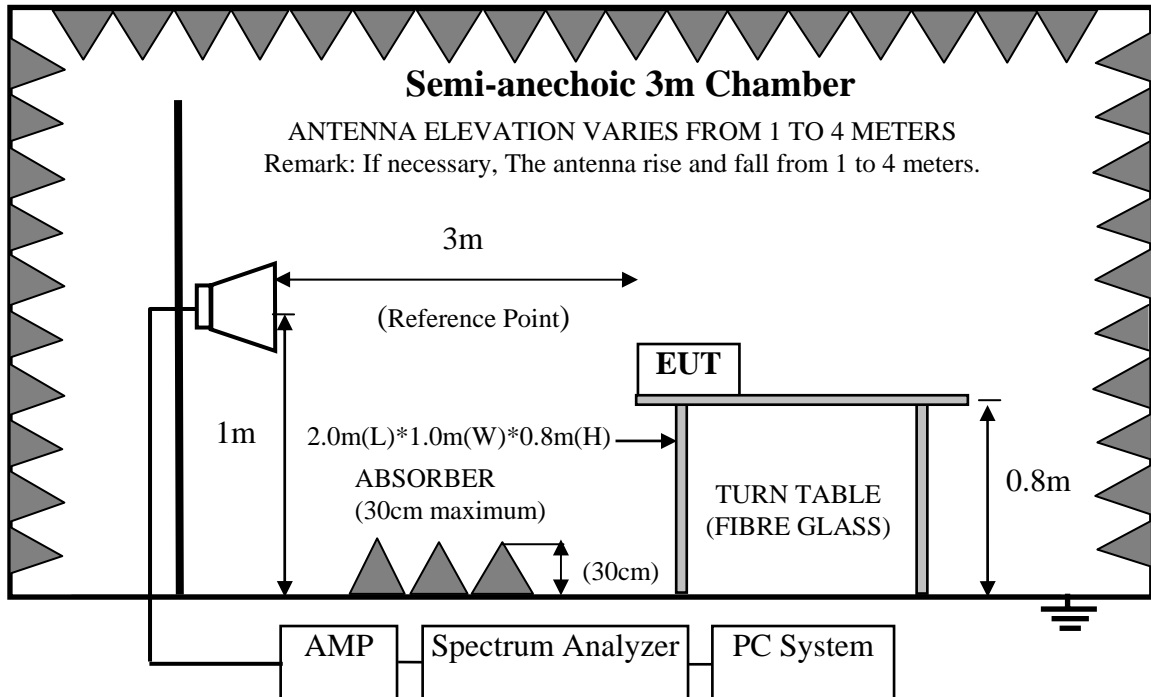 Semi-anechoic 3m Chamber
ANTENNA ELEVATION VARIES FROM 1 TO 4 METERS
Remark: If necessary, The antenna rise and fall from 1 to 4 meters.
3m
(Reference Point)
EUT
1m
2.0m(L)*1.0m(W)*0.8m(H)
ABSORBER
(30cm maximum)
TURN TABLE
(FIBRE GLASS)
0.8m
(30cm)
AMP
Spectrum Analyzer
PC System